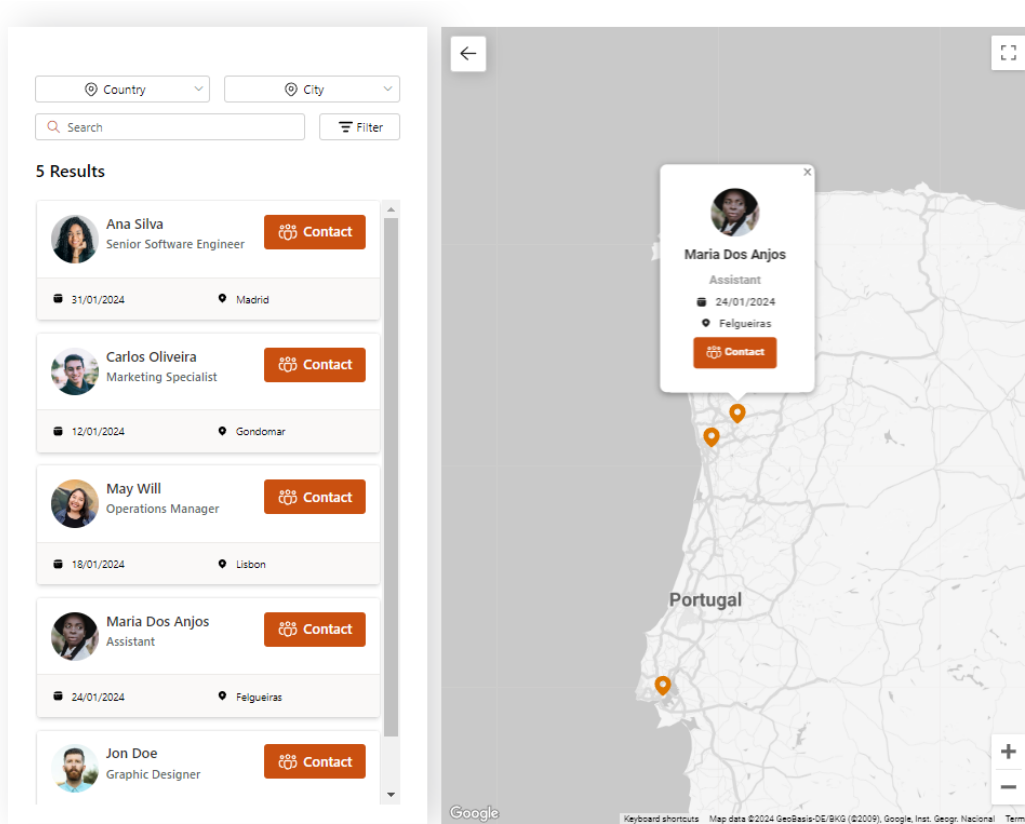 Country
City
Search
Filter
5 Results
Ana Silva
Senior Software Engineer
Contact
31/01/2024
Madrid
Carlos Oliveira
Marketing Specialist
Contact
12/01/2024
Gondomar
May Will
Operations Manager
Contact
18/01/2024
Lisbon
Maria Dos Anjos
Assistant
Contact
24/01/2024
Felgueiras
Jon Doe
Graphic Designer
Contact
Maria Dos Anjos
Assistant
24/01/2024
Felgueiras
Contact
Portugal
Google
Keyboard shortcuts Map data ©2024 GeoBasis-DE/BKG (©2009), Google, Inst. Geogr. Nacional Term